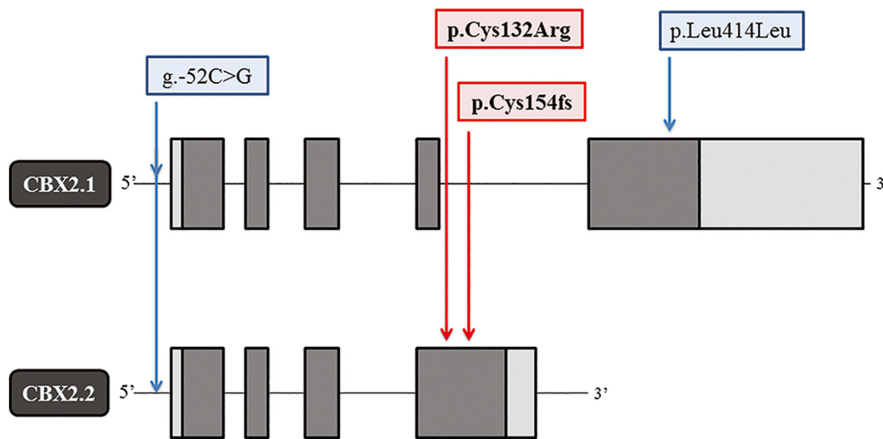 p.Cys132Arg
p.Leu414Leu
g.-52C>G
p.Cys154fs
CBX2.1
5’
3’
CBX2.2
5’
3’